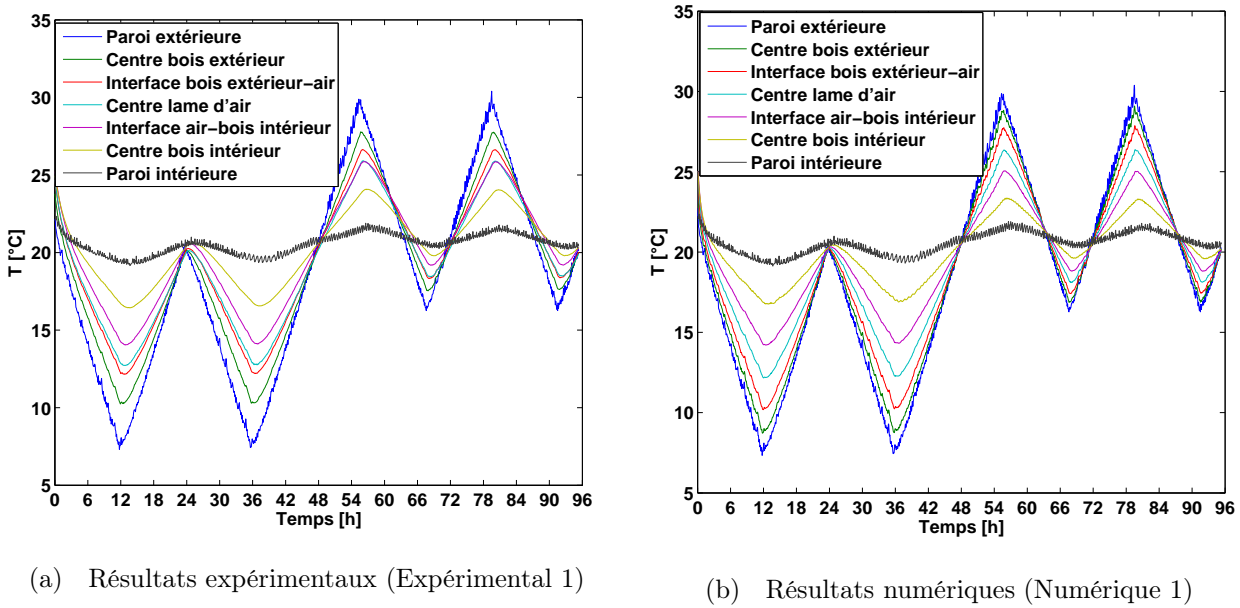 35
30
25
20
15
10
5
T [°C]
Paroi extérieure
Centre bois extérieur
Interface bois extérieur−air
Centre lame d'air
Interface air−bois intérieur
Centre bois intérieur
Paroi intérieure
0 6 12 18 24 30 36 42 48 54 60 66 72 78 84 90 96
Temps [h]
(a) Résultats expérimentaux (Expérimental 1)
35
30
25
20
15
10
5
T [°C]
Paroi extérieure
Centre bois extérieur
Interface bois extérieur−air
Centre lame d'air
Interface air−bois intérieur
Centre bois intérieur
Paroi intérieure
0 6 12 18 24 30 36 42 48 54 60 66 72 78 84 90 96
Temps [h]
(b) Résultats numériques (Numérique 1)